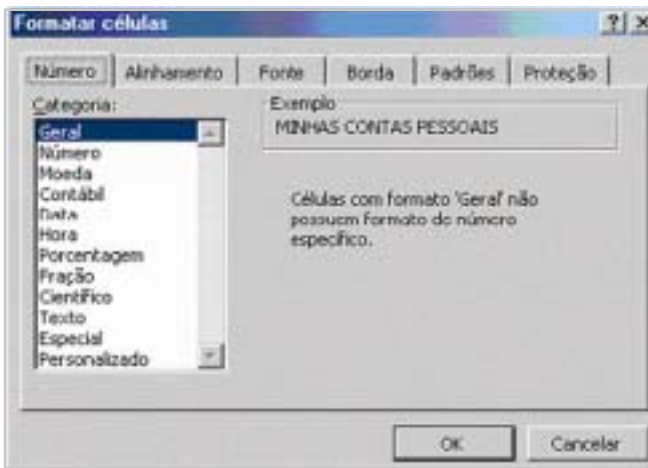 Formatar células
Número Alinhamento Fonte Borda Padrões Proteção
Categoria:
Geral
Número
Moeda
Contábil
Data
Hora
Porcentagem
Fração
Científico
Texto
Especial
Personalizado
Exemplo
MINHAS CONTAS PESSOAIS
Células com formato 'Geral' não
possuem formato de número
específico.
OK Cancelar